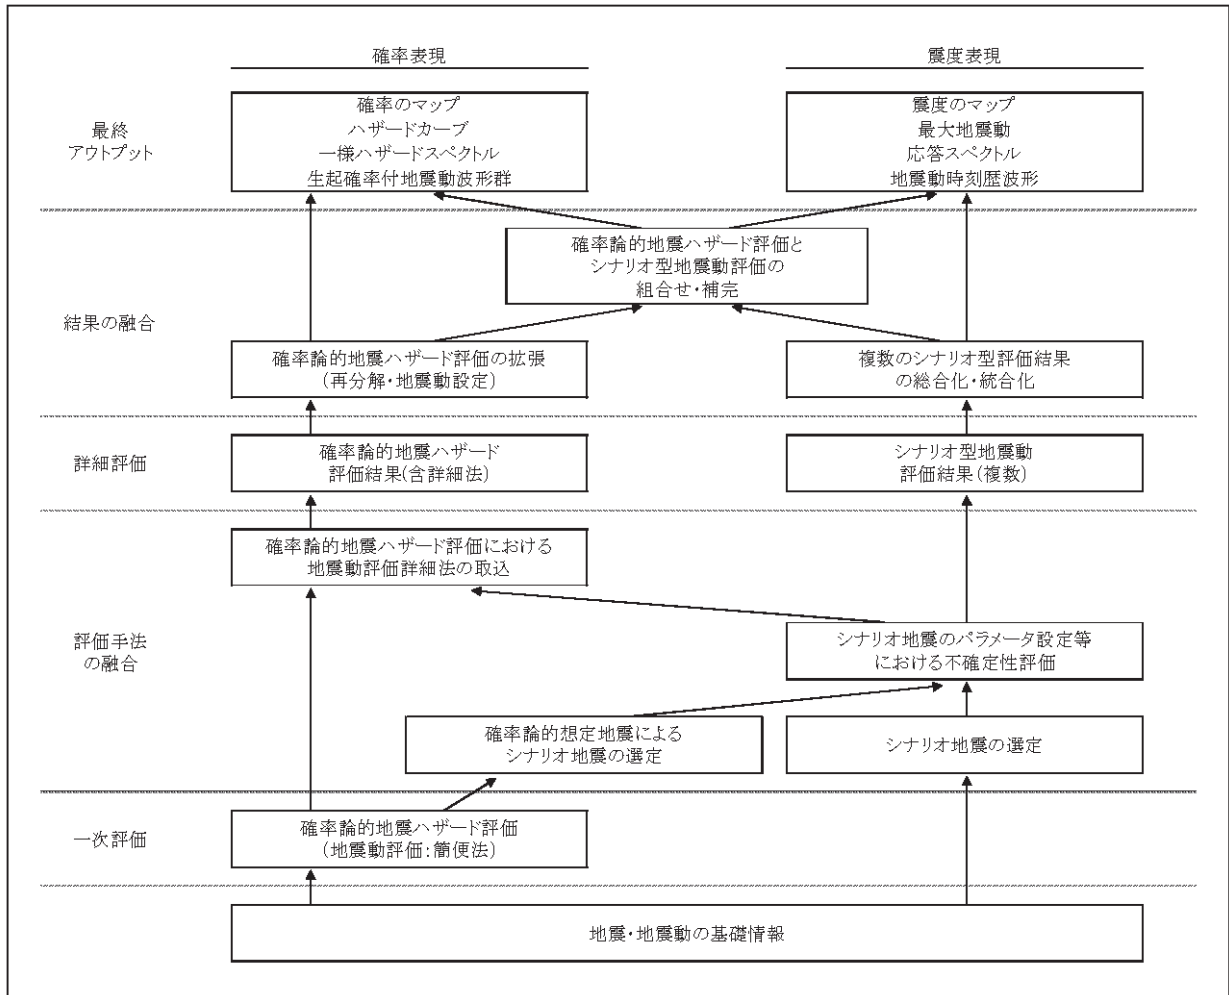 確率表現
震度表現
最終
アウトプット
確率のマップ
ハザードカーブ
一様ハザードスペクトル
生起確率付地震動波形群
震度のマップ
最大地震動
応答スペクトル
地震動時刻歴波形
結果の融合
確率論的地震ハザード評価と
シナリオ型地震動評価の
組合せ・補完
確率論的地震ハザード評価の拡張
(再分解・地震動設定)
複数のシナリオ型評価結果
の総合化・統合化
詳細評価
確率論的地震ハザード
評価結果(含詳細法)
シナリオ型地震動
評価結果(複数)
評価手法
の融合
確率論的地震ハザード評価における
地震動評価詳細法の取込
シナリオ地震のパラメータ設定等
における不確定性評価
確率論的想定地震による
シナリオ地震の選定
シナリオ地震の選定
一次評価
確率論的地震ハザード評価
(地震動評価:簡便法)
地震・地震動の基礎情報